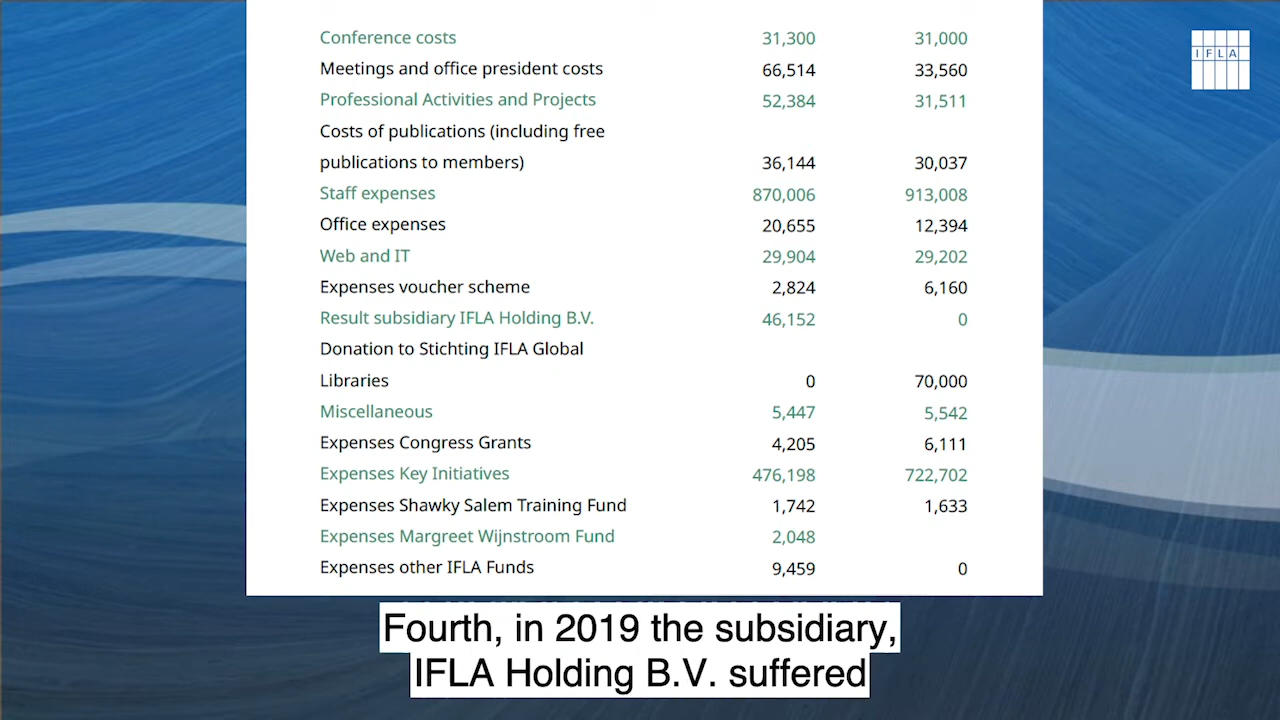 Conference costs 31,300 31,000
IFLA
Meetings and office president costs 66,514 33,560
Professional Activities and Projects 52,384 31,511
Costs of publications (including free
publications to members) 36,144 30,037
Staff expenses 870,006 913,008
Office expenses 20,655 12,394
Web and IT 29,904 29,202
Expenses voucher scheme 2,824 6,160
Result subsidiary IFLA Holding B.V. 46,152 0
Donation to Stichting IFLA Global
Libraries 0 70,000
Miscellaneous 5,447 5,542
Expenses Congress Grants 4,205 6,111
Expenses Key Initiatives 476,198 722,702
Expenses Shawky Salem Training Fund 1,742 1,633
Expenses Margreet Wijnstroom Fund 2,048
Expenses other IFLA Funds 9,459 0
Fourth, in 2019 the subsidiary,
IFLA Holding B.V. suffered